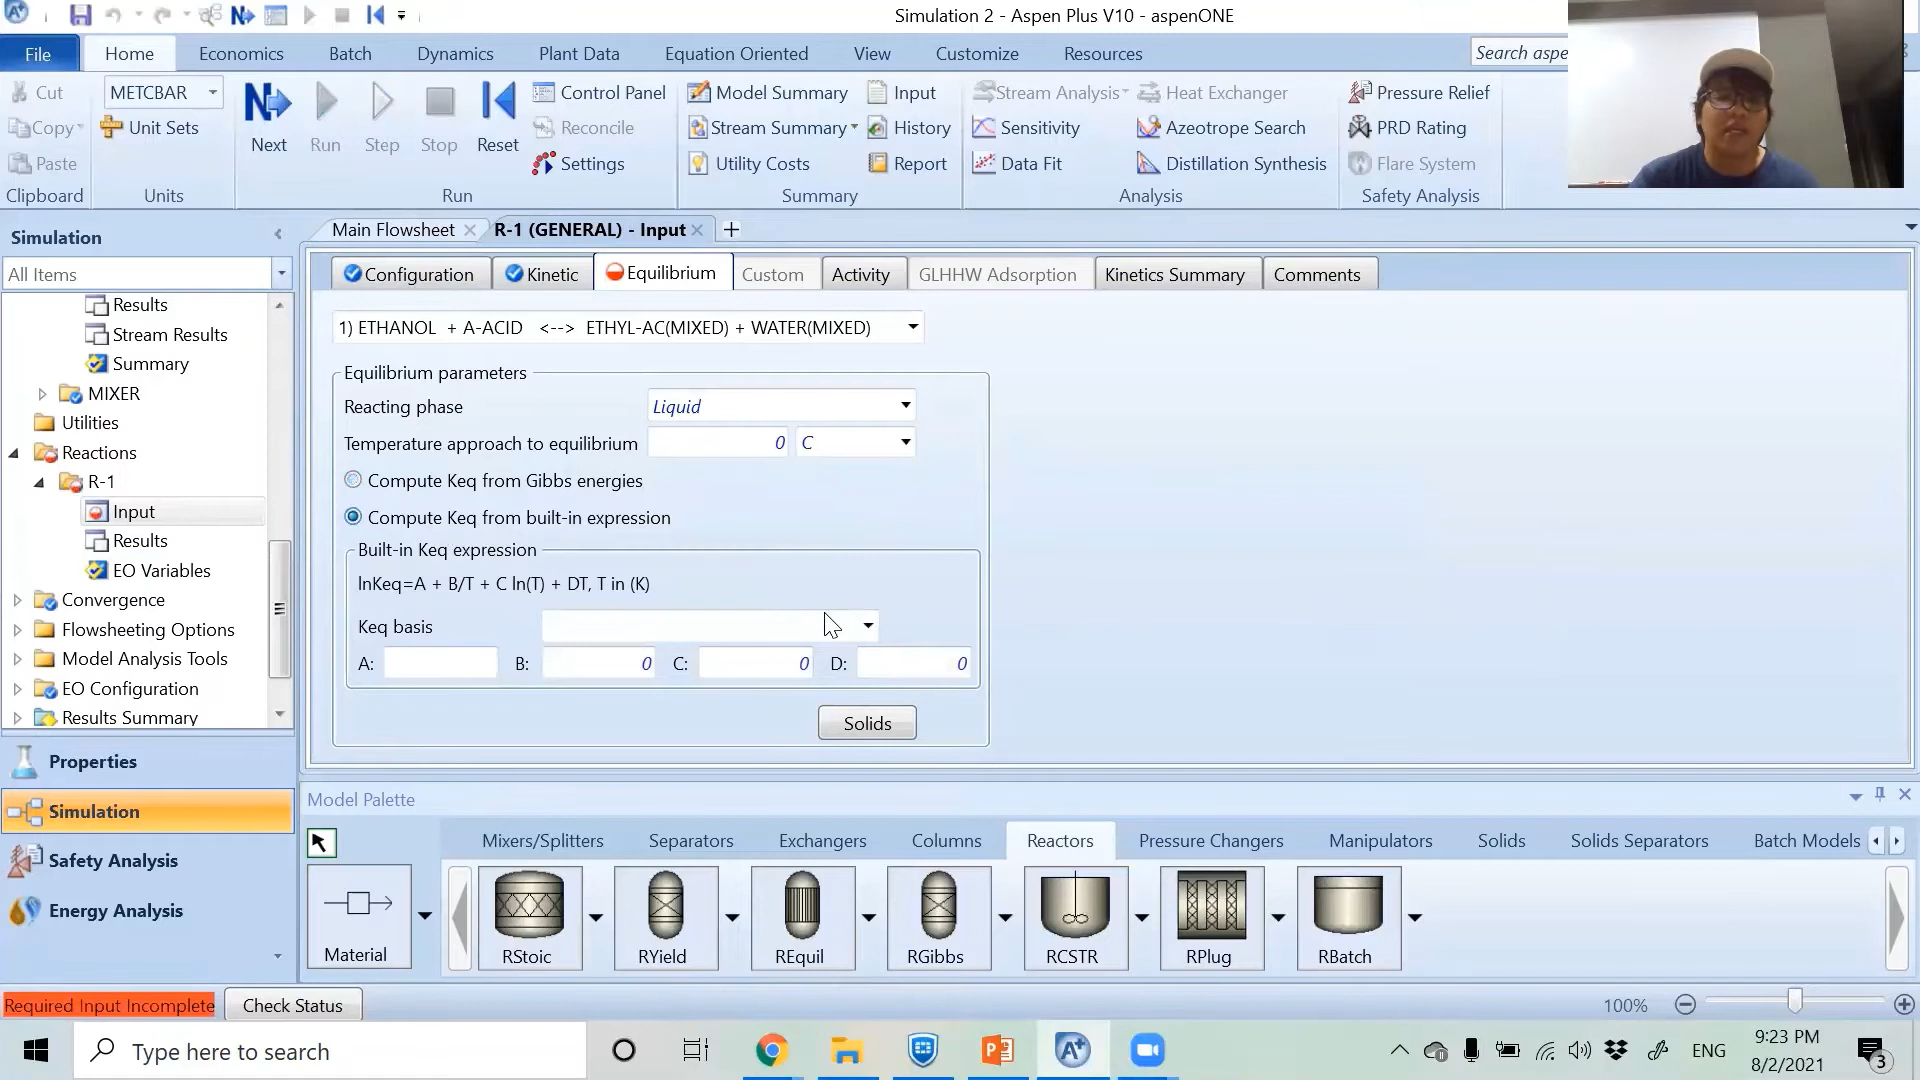 Simulation 2 - Aspen Plus V10 - aspenONE
File Home Economics Batch Dynamics Plant Data Equation Oriented View Customize Resources Search aspe
Cut
Copy
Paste
Clipboard
METCBAR
Unit Sets
Units
Next
Run
Step
Stop
Reset
Control Panel
Reconcile
Settings
Run
Model Summary
Stream Summary
Utility Costs
Input
History
Report
Summary
Stream Analysis
Sensitivity
Data Fit
Heat Exchanger
Azeotrope Search
Distillation Synthesis
Analysis
Pressure Relief
PRD Rating
Flare System
Safety Analysis
Simulation
All Items
Results
Stream Results
Summary
MIXER
Utilities
Reactions
R-1
Input
Results
EO Variables
Convergence
Flowsheeting Options
Model Analysis Tools
EO Configuration
Results Summary
Properties
Simulation
Safety Analysis
Energy Analysis
Main Flowsheet
R-1 (GENERAL) - Input
Configuration Kinetic Equilibrium Custom Activity GLHHW Adsorption Kinetics Summary Comments
1) ETHANOL + A-ACID <--> ETHYL-AC(MIXED) + WATER(MIXED)
Equilibrium parameters
Reacting phase Liquid
Temperature approach to equilibrium 0 C
Compute Keq from Gibbs energies
Compute Keq from built-in expression
Built-in Keq expression
lnKeq=A + B/T + C ln(T) + DT, T in (K)
Keq basis
A: B: 0 C: 0 D: 0
Solids
Model Palette
Mixers/Splitters Separators Exchangers Columns Reactors Pressure Changers Manipulators Solids Solids Separators Batch Models
Material RStoic RYield REquil RGibbs RCSTR RPlug RBatch
Required Input Incomplete Check Status 100%
Type here to search
ENG
9:23 PM
8/2/2021
3